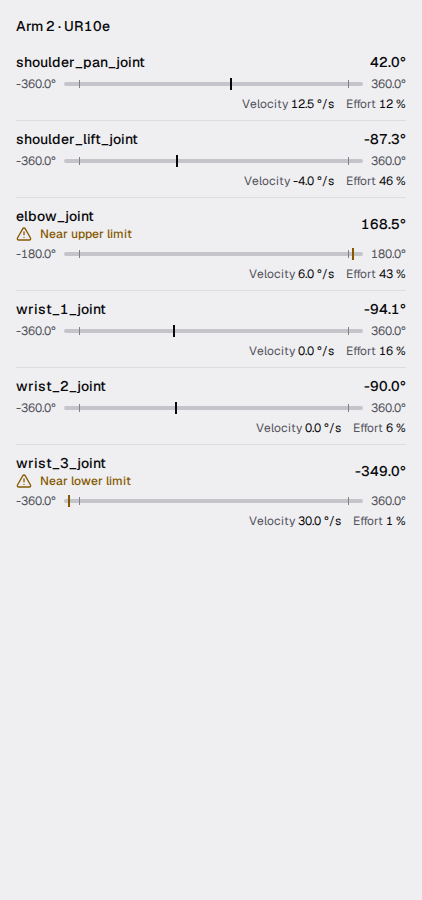 Arm 2 · UR10e
shoulder_pan_joint 42.0°
-360.0° 360.0°
Velocity 12.5 °/s Effort 12 %
shoulder_lift_joint -87.3°
-360.0° 360.0°
Velocity -4.0 °/s Effort 46 %
elbow_joint 168.5°
Near upper limit
-180.0° 180.0°
Velocity 6.0 °/s Effort 43 %
wrist_1_joint -94.1°
-360.0° 360.0°
Velocity 0.0 °/s Effort 16 %
wrist_2_joint -90.0°
-360.0° 360.0°
Velocity 0.0 °/s Effort 6 %
wrist_3_joint -349.0°
Near lower limit
-360.0° 360.0°
Velocity 30.0 °/s Effort 1 %